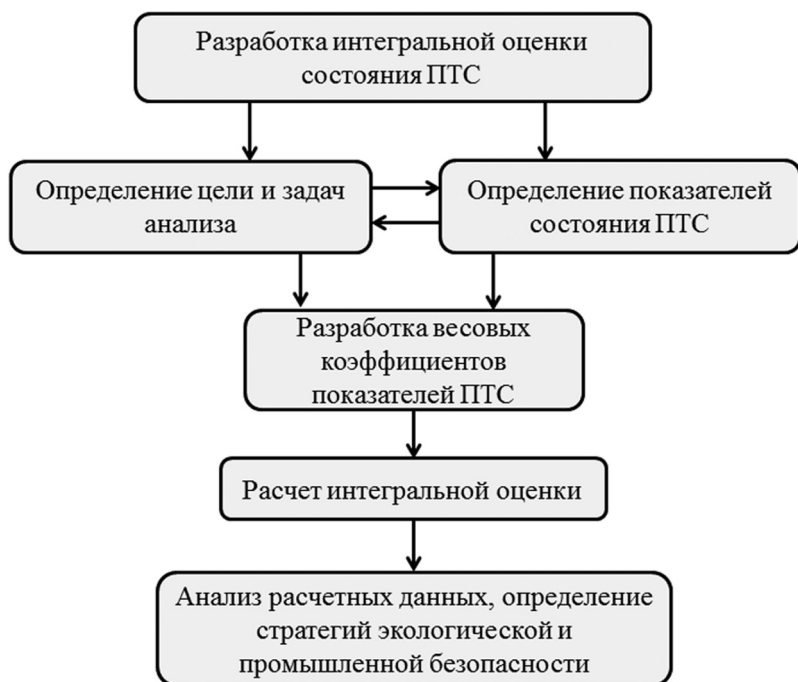 Разработка интегральной оценки
состояния ПТС
Определение цели и задач
анализа
Определение показателей
состояния ПТС
Разработка весовых
коэффициентов
показателей ПТС
Расчет интегральной оценки
Анализ расчетных данных, определение
стратегий экологической и
промышленной безопасности